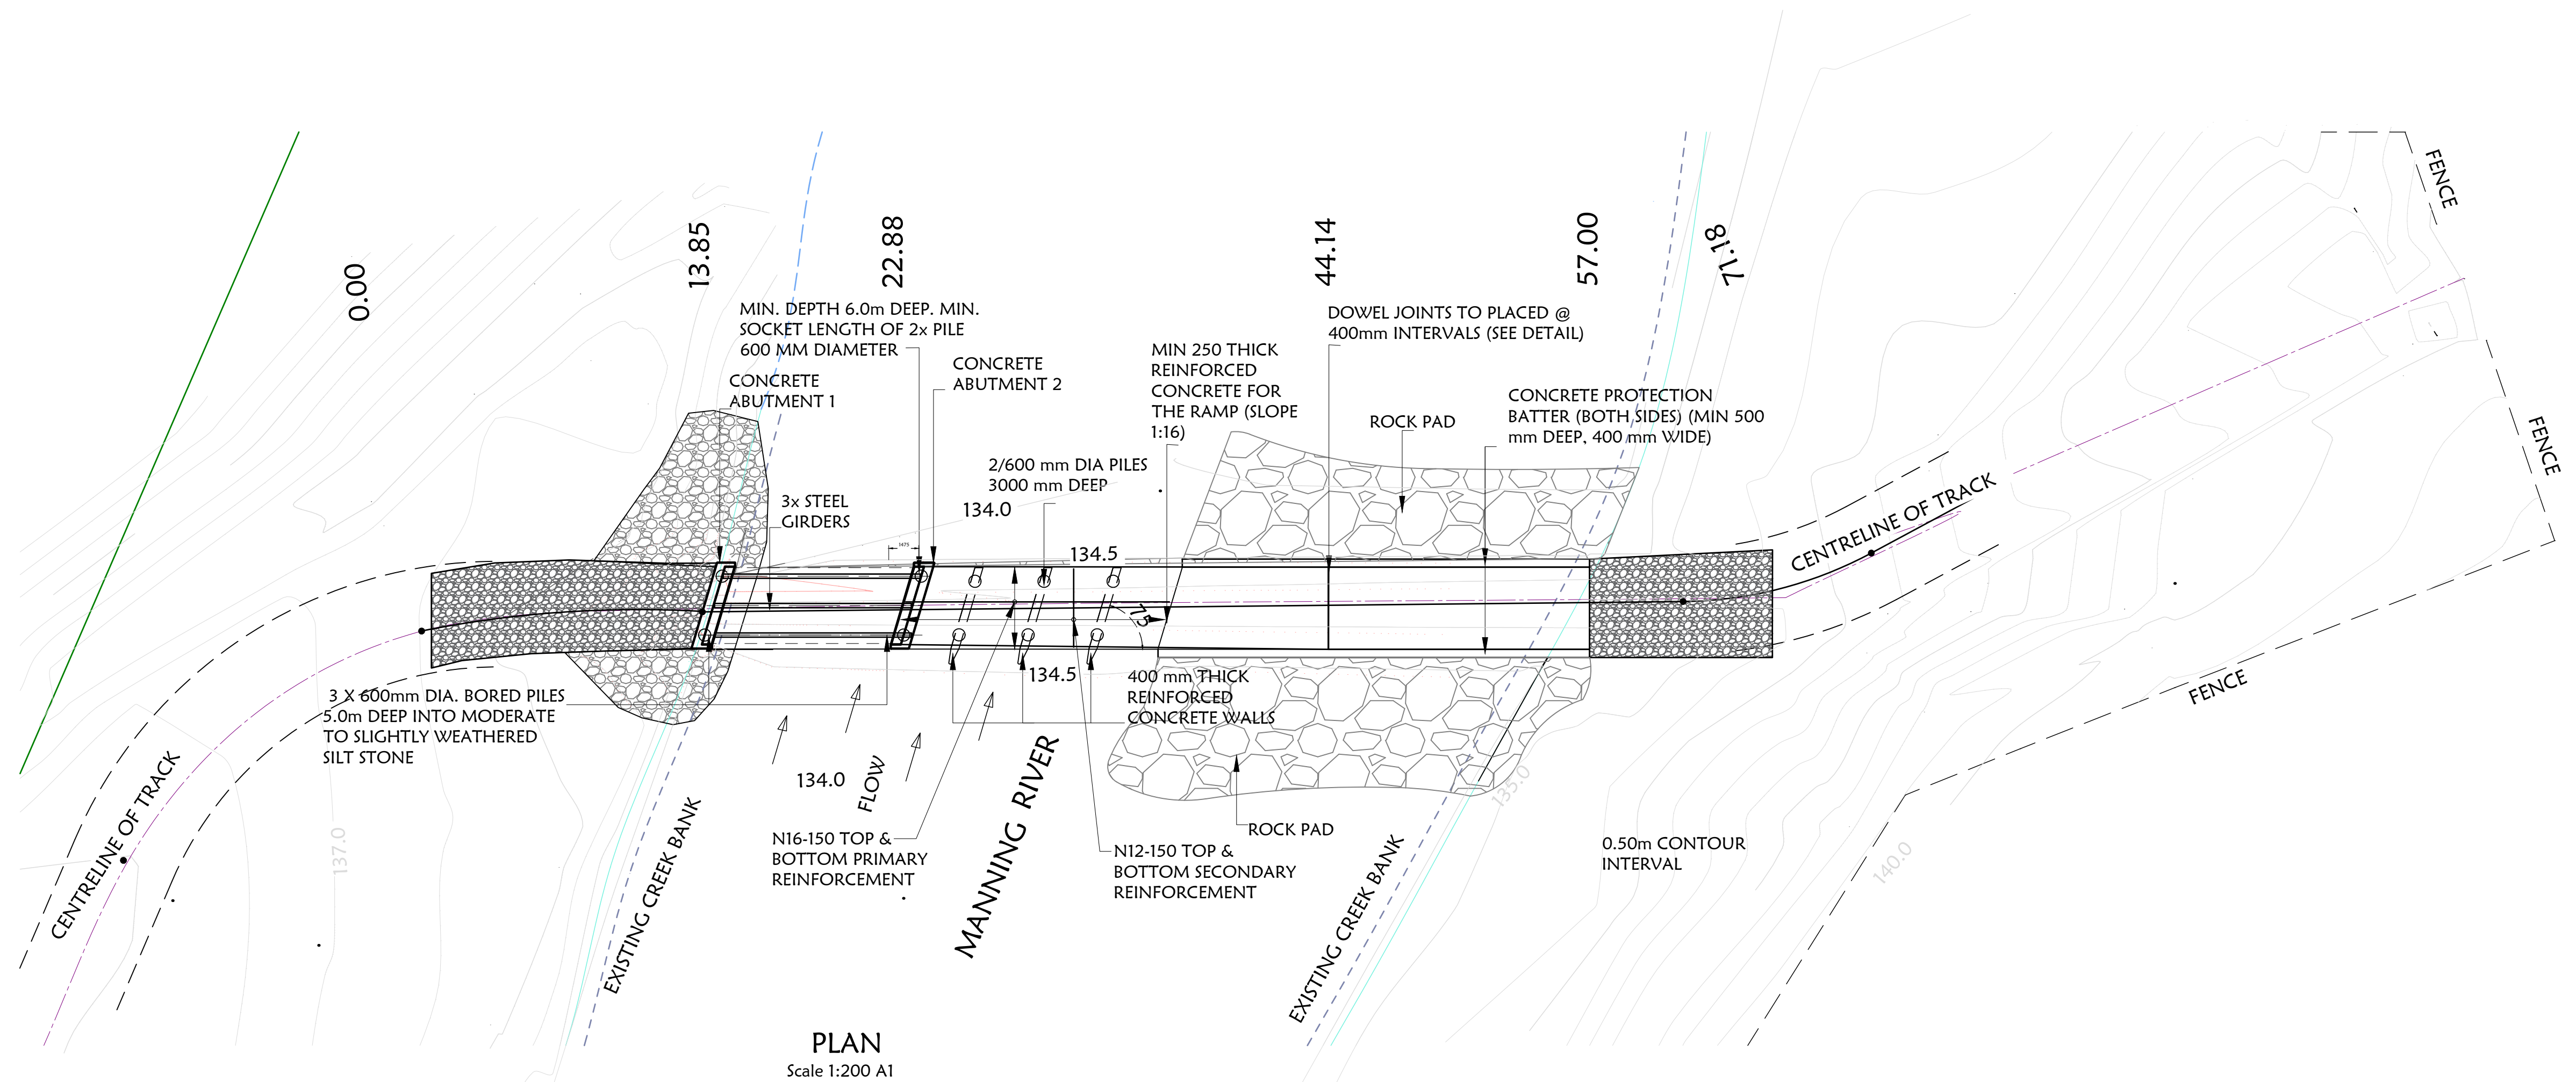 0.00
13.85
22.88
44.14
57.00
71.18
MIN. DEPTH 6.0m DEEP. MIN.
SOCKET LENGTH OF 2x PILE
600 MM DIAMETER
CONCRETE
ABUTMENT 1
CONCRETE
ABUTMENT 2
MIN 250 THICK
REINFORCED
CONCRETE FOR
THE RAMP (SLOPE
1:16)
DOWEL JOINTS TO PLACED @
400mm INTERVALS (SEE DETAIL)
ROCK PAD
CONCRETE PROTECTION
BATTER (BOTH SIDES) (MIN 500
mm DEEP, 400 mm WIDE)
FENCE
FENCE
2/600 mm DIA PILES
3000 mm DEEP
3x STEEL
GIRDERS
134.0
1475
134.5
75
CENTRELINE OF TRACK
134.5
400 mm THICK
REINFORCED
CONCRETE WALLS
3 X 600mm DIA. BORED PILES
5.0m DEEP INTO MODERATE
TO SLIGHTLY WEATHERED
SILT STONE
FENCE
134.0
FLOW
MANNING RIVER
135.0
CENTRELINE OF TRACK
137.0
EXISTING CREEK BANK
N16-150 TOP &
BOTTOM PRIMARY
REINFORCEMENT
N12-150 TOP &
BOTTOM SECONDARY
REINFORCEMENT
ROCK PAD
EXISTING CREEK BANK
0.50m CONTOUR
INTERVAL
140.0
PLAN
Scale 1:200 A1